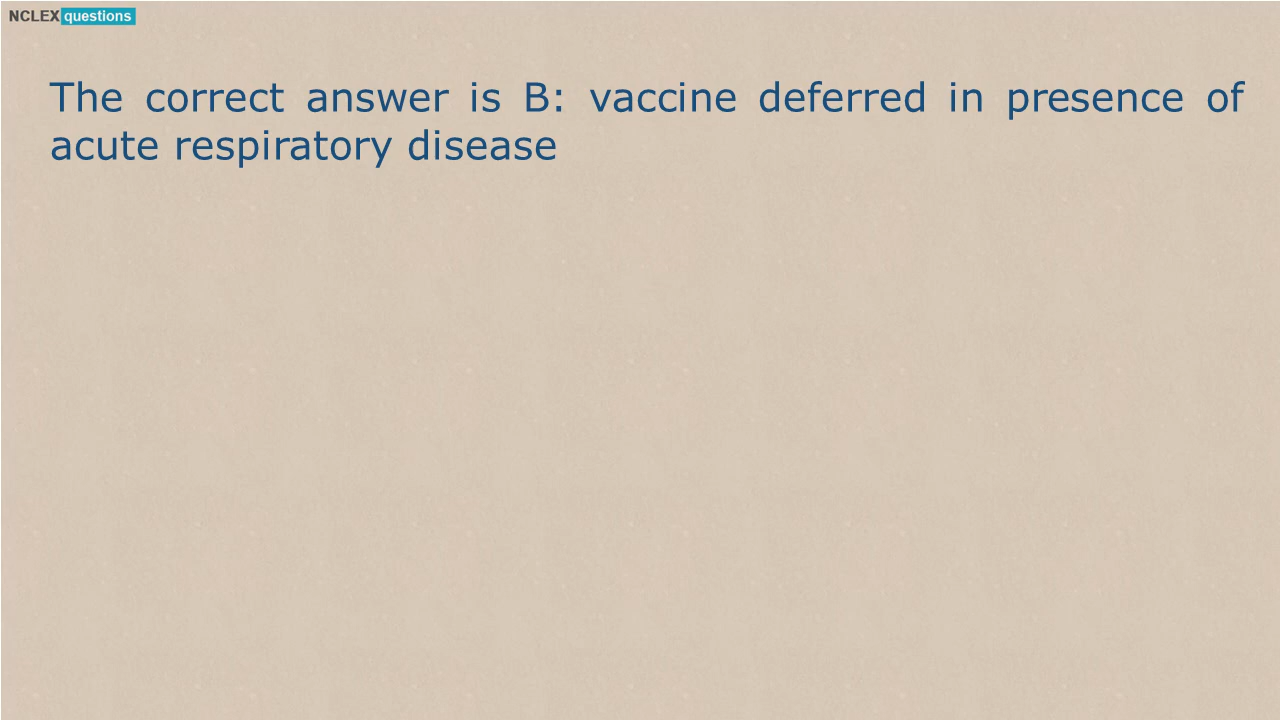 NCLEX questions
The correct answer is B: vaccine deferred in presence of
acute respiratory disease